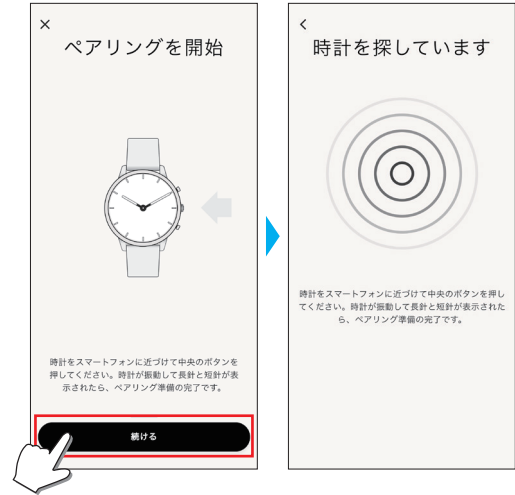 ペアリングを開始
時計をスマートフォンに近づけて中央のボタンを
押してください。時計が振動して長針と短針が表
示されたら、ペアリング準備の完了です。
続ける
時計を探しています
時計をスマートフォンに近づけて中央のボタンを押し
てください。時計が振動して長針と短針が表示された
ら、ペアリング準備の完了です。